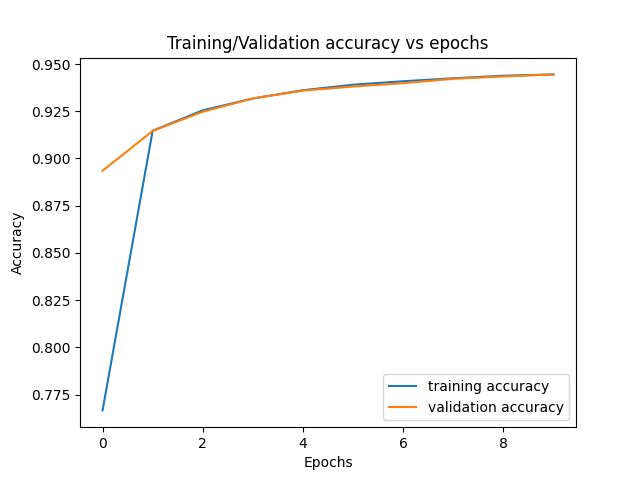 Training/Validation accuracy vs epochs
Accuracy
0.950
0.925
0.900
0.875
0.850
0.825
0.800
0.775
training accuracy
validation accuracy
0 2 4 6 8
Epochs